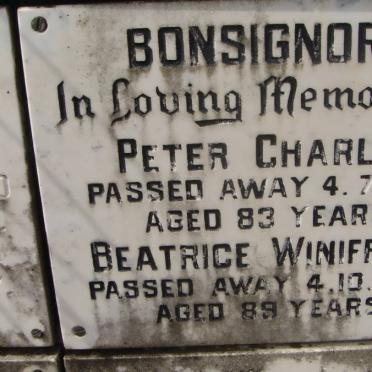 BONSIGNOR
In Loving Memo
PETER CHARL
PASSED AWAY 4. 7
AGED 83 YEAR
BEATRICE WINIFR
PASSED AWAY 4.10.
AGED 89 YEARS